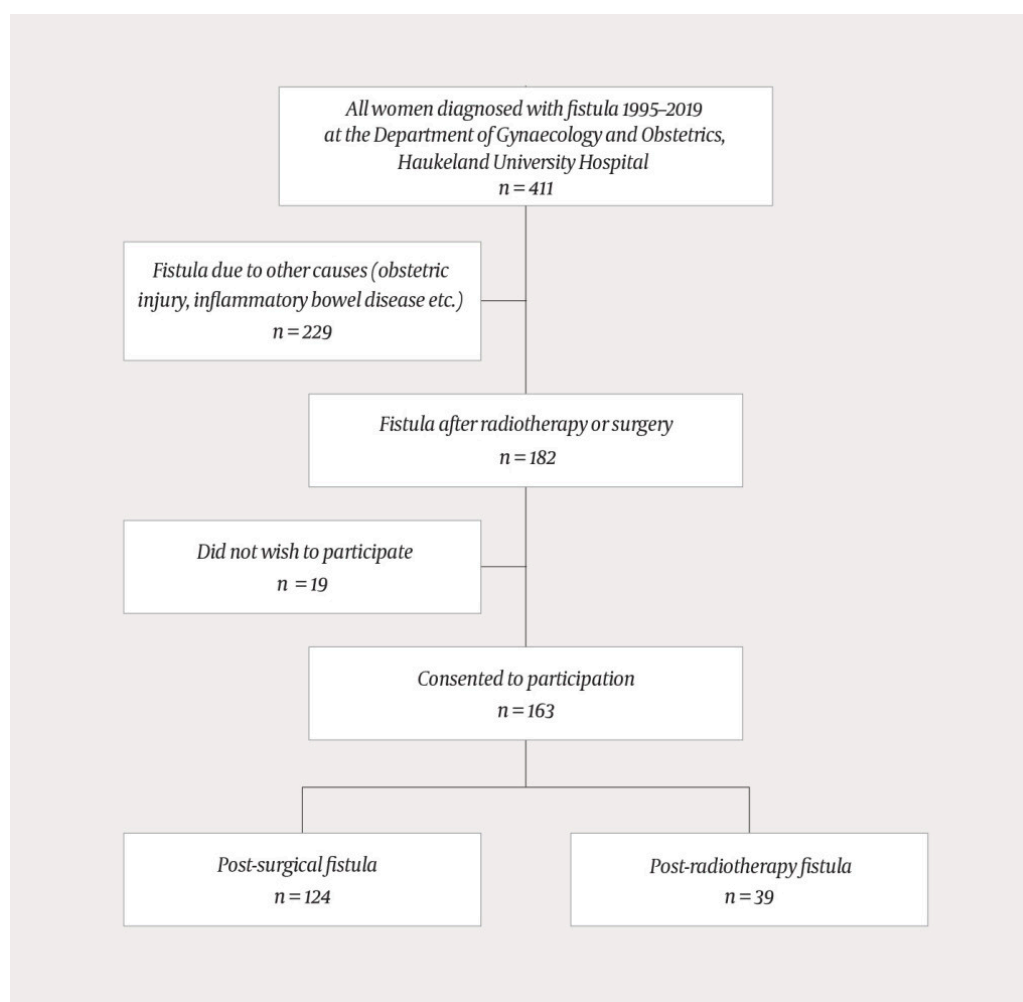 All women diagnosed with fistula 1995–2019
at the Department of Gynaecology and Obstetrics,
Haukeland University Hospital
n = 411
Fistula due to other causes (obstetric
injury, inflammatory bowel disease etc.)
n = 229
Fistula after radiotherapy or surgery
n = 182
Did not wish to participate
n = 19
Consented to participation
n = 163
Post-surgical fistula
n = 124
Post-radiotherapy fistula
n = 39